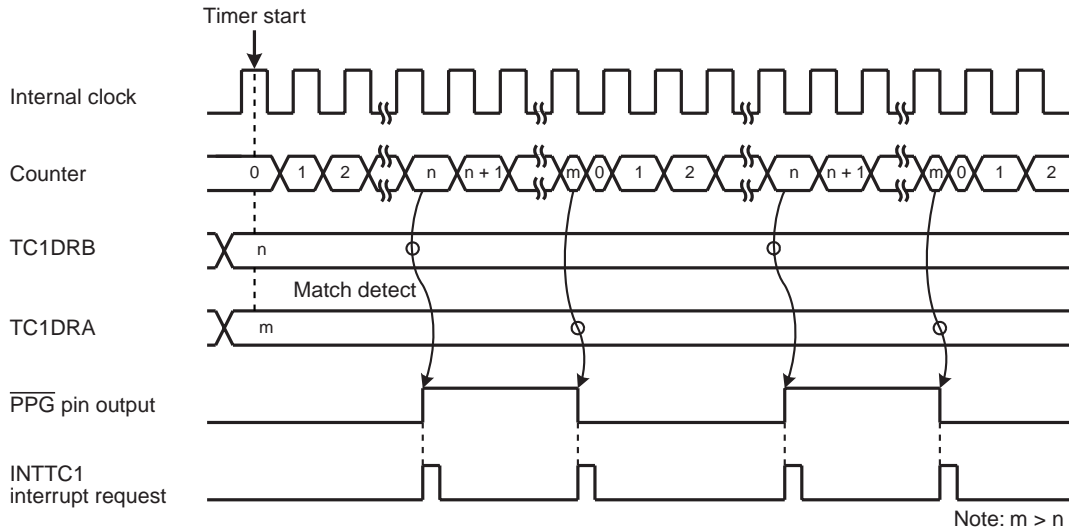 Timer start
Internal clock
Counter
0 1 2 n n + 1 m 0 1 2 n n + 1 m 0 1 2
TC1DRB
n
Match detect
TC1DRA
m
PPG pin output
INTTC1
interrupt request
Note: m > n